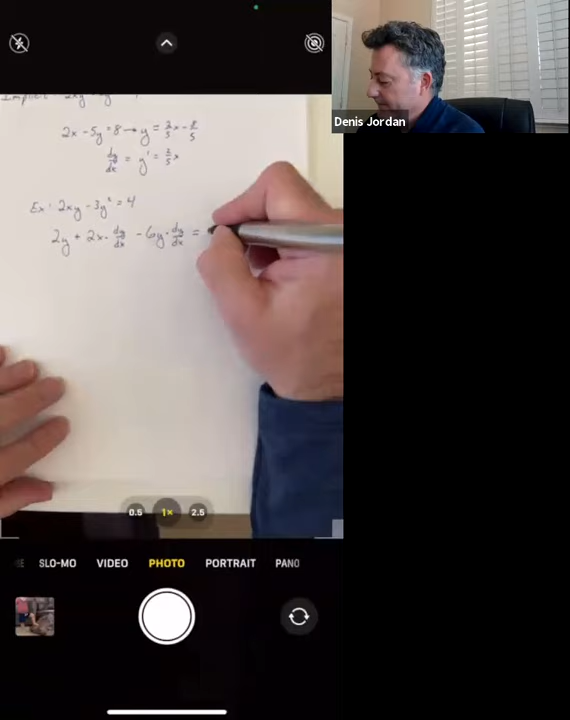 Denis Jordan
2x - 5y = 8 → y = 2/5 x - 8/5
dy/dx = y' = 2/5 x
Ex: 2xy - 3y² = 4
2y + 2x · dy/dx - 6y · dy/dx =
0.5 1× 2.5
SLO-MO VIDEO PHOTO PORTRAIT PANO